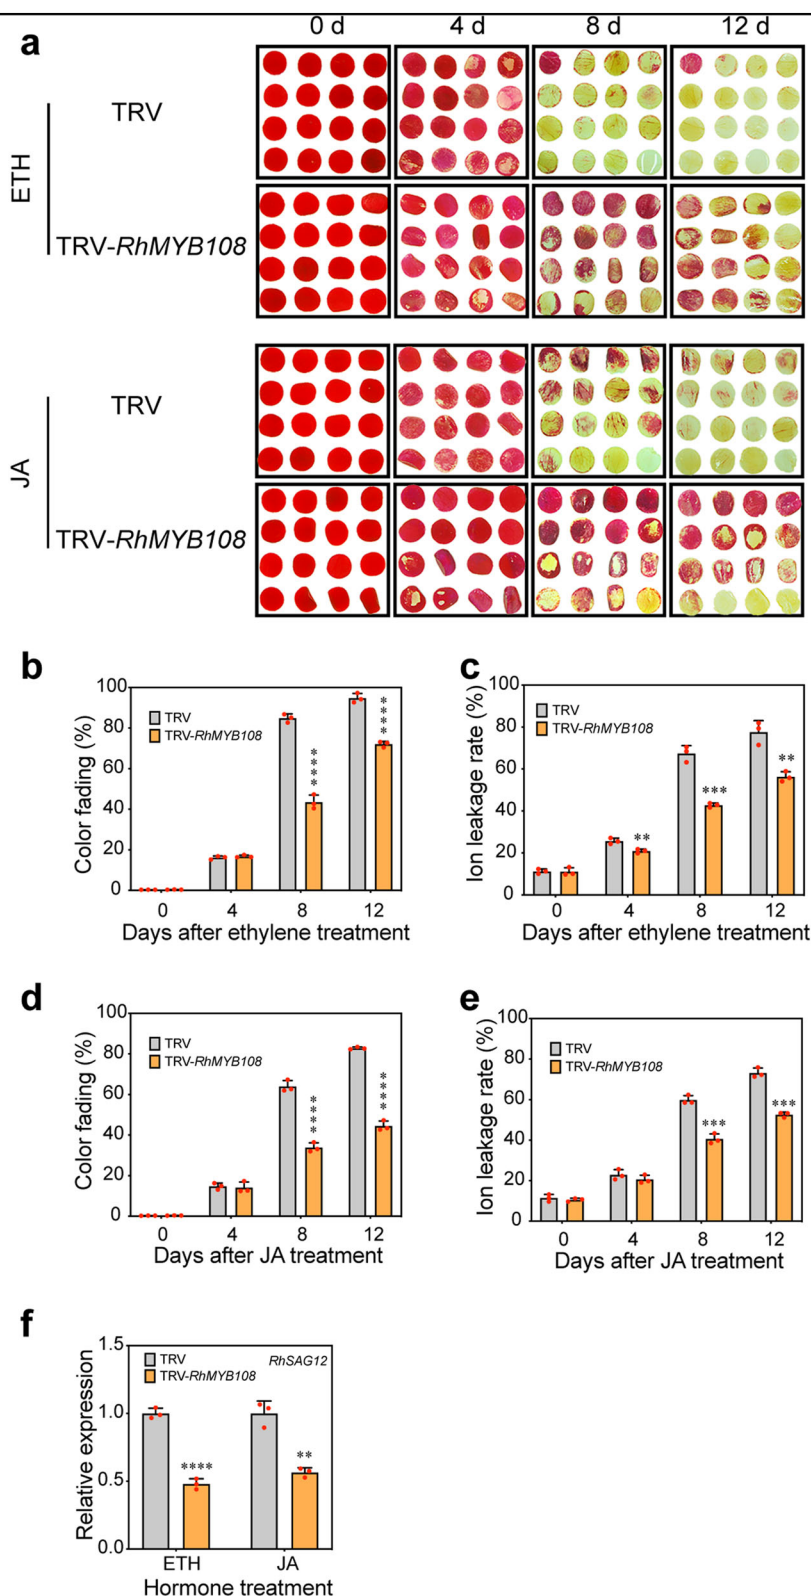 a
0 d 4 d 8 d 12 d
ETH
TRV
TRV-RhMYB108
JA
TRV
TRV-RhMYB108
b
Color fading (%)
100
80
60
40
20
0
TRV
TRV-RhMYB108
****
****
0 4 8 12
Days after ethylene treatment
c
Ion leakage rate (%)
100
80
60
40
20
0
TRV
TRV-RhMYB108
**
***
**
0 4 8 12
Days after ethylene treatment
d
Color fading (%)
100
80
60
40
20
0
TRV
TRV-RhMYB108
****
****
0 4 8 12
Days after JA treatment
e
Ion leakage rate (%)
100
80
60
40
20
0
TRV
TRV-RhMYB108
***
***
0 4 8 12
Days after JA treatment
f
Relative expression
1.5
1.0
0.5
0.0
TRV
TRV-RhMYB108
RhSAG12
****
**
ETH JA
Hormone treatment